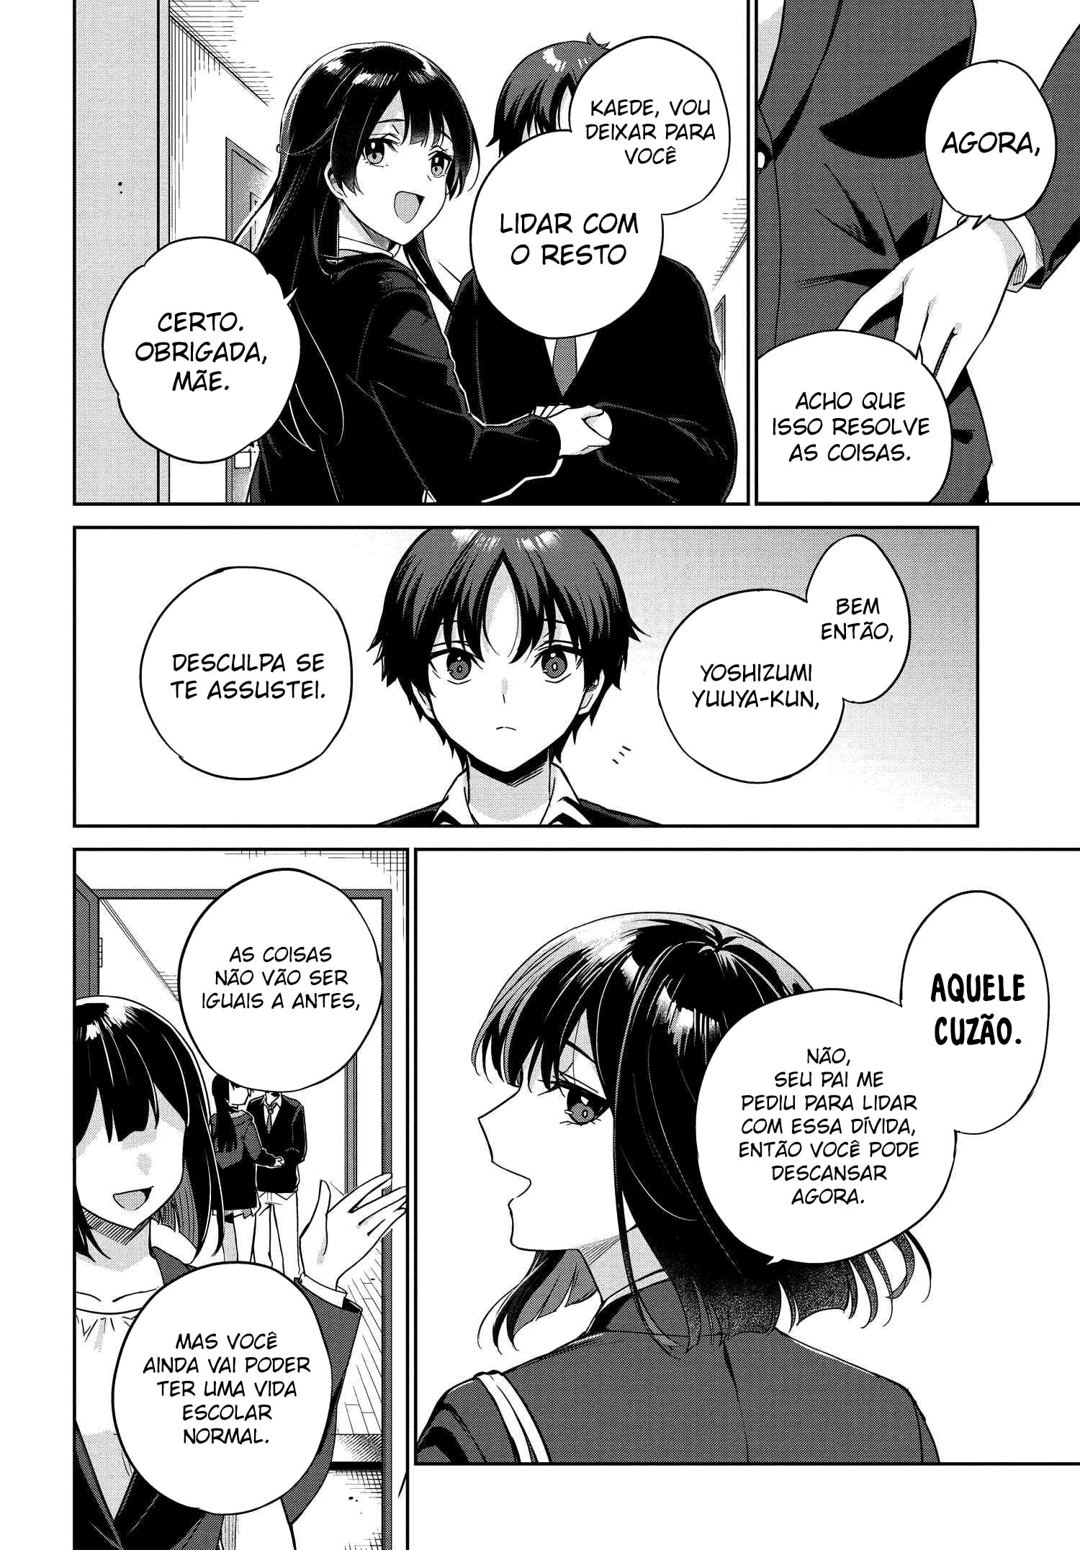 AGORA,
ACHO QUE
ISSO RESOLVE
AS COISAS.
KAEDE, VOU
DEIXAR PARA
VOCÊ
LIDAR COM
O RESTO
CERTO.
OBRIGADA,
MÃE.
BEM
ENTÃO,
YOSHIZUMI
YUUYA-KUN,
DESCULPA SE
TE ASSUSTEI.
AQUELE
CUZÃO.
NÃO,
SEU PAI ME
PEDIU PARA LIDAR
COM ESSA DÍVIDA,
ENTÃO VOCÊ PODE
DESCANSAR
AGORA.
AS COISAS
NÃO VÃO SER
IGUAIS A ANTES,
MAS VOCÊ
AINDA VAI PODER
TER UMA VIDA
ESCOLAR
NORMAL.